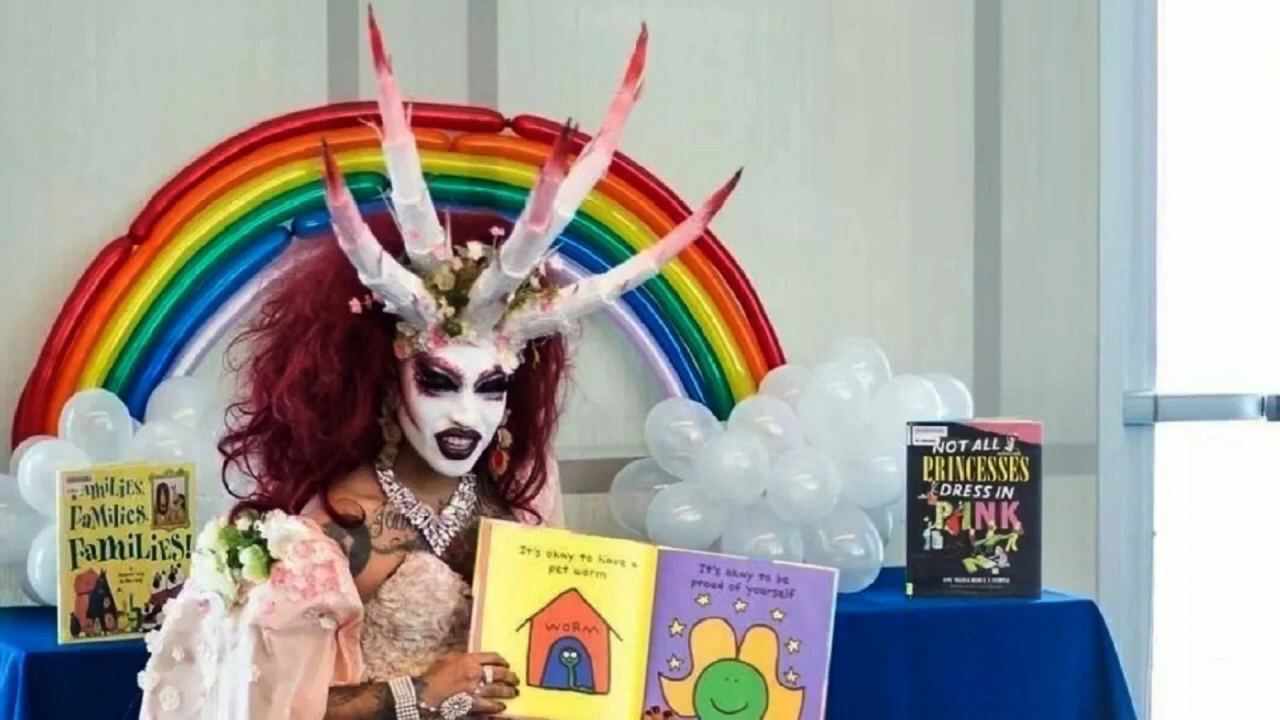 FAMILIES,
FAMILIES,
FAMILIES!
It's okay to have a
pet worm
WORM
It's okay to be
proud of yourself
NOT ALL
PRINCESSES
DRESS IN
PINK